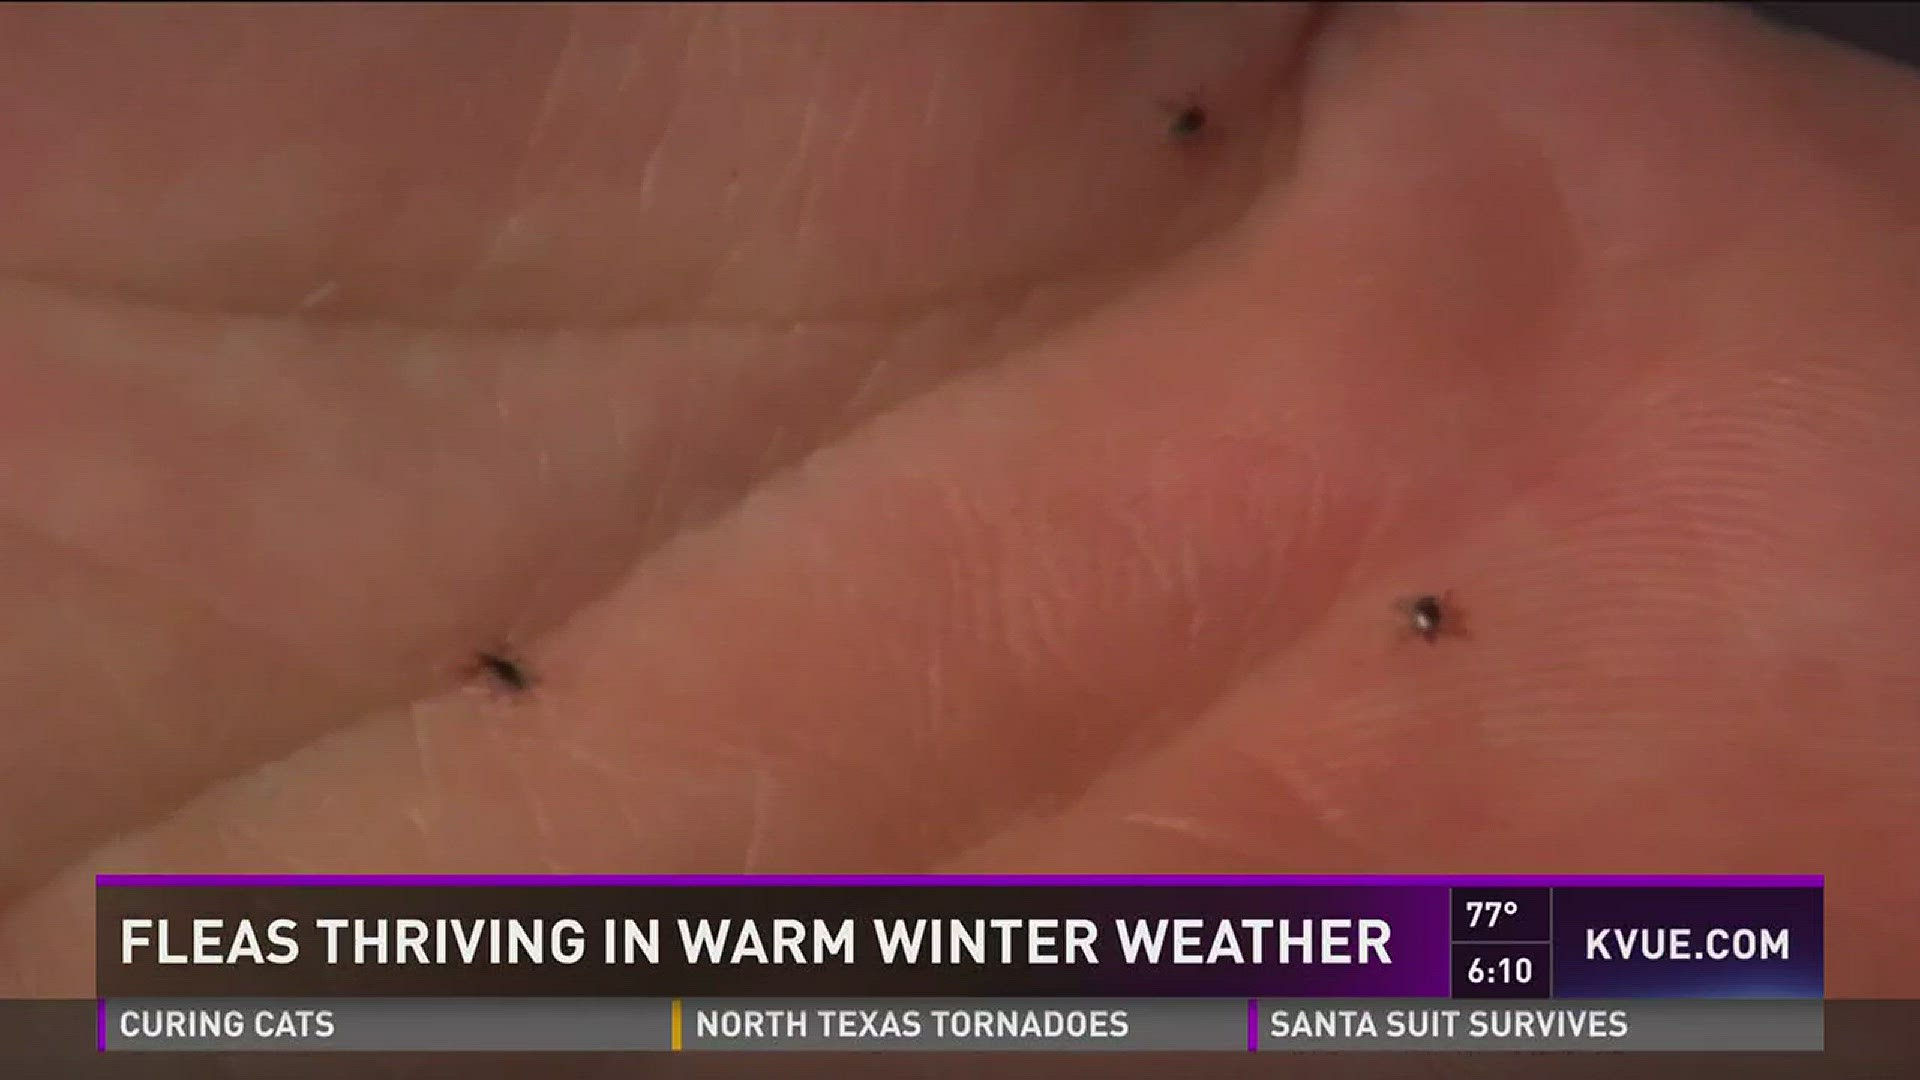 FLEAS THRIVING IN WARM WINTER WEATHER
77°
6:10
KVUE.COM
CURING CATS
NORTH TEXAS TORNADOES
SANTA SUIT SURVIVES